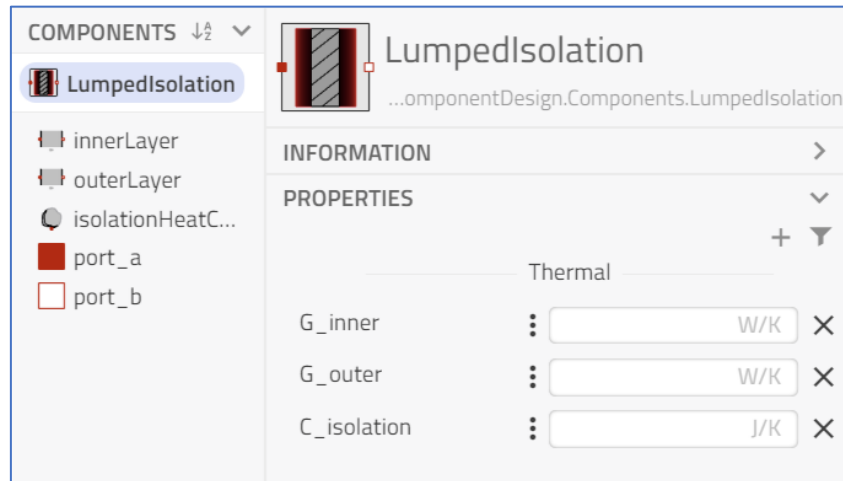 COMPONENTS
LumpedIsolation
innerLayer
outerLayer
isolationHeatC...
port_a
port_b
LumpedIsolation
...omponentDesign.Components.LumpedIsolation
INFORMATION
PROPERTIES
Thermal
G_inner W/K
G_outer W/K
C_isolation J/K